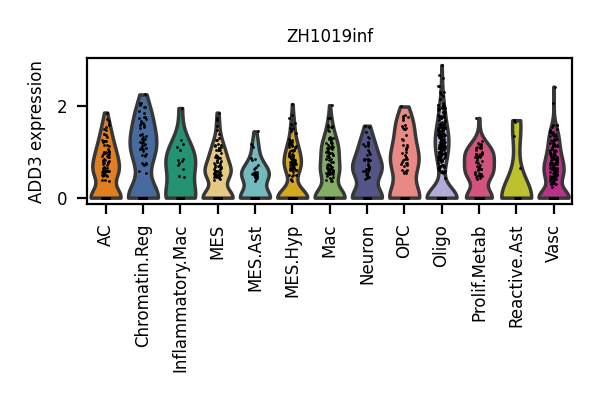 ZH1019inf
ADD3 expression
2
0
AC
Chromatin.Reg
Inflammatory.Mac
MES
MES.Ast
MES.Hyp
Mac
Neuron
OPC
Oligo
Prolif.Metab
Reactive.Ast
Vasc